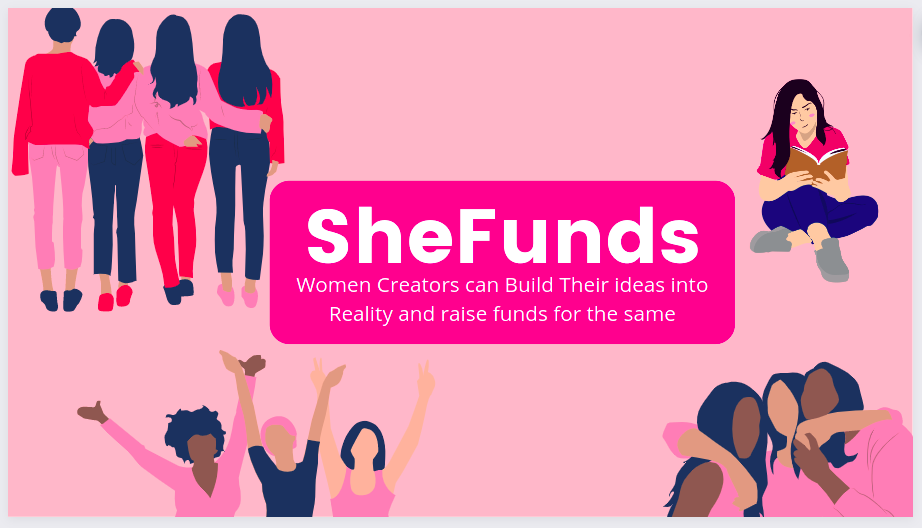 SheFunds
Women Creators can Build Their ideas into
Reality and raise funds for the same